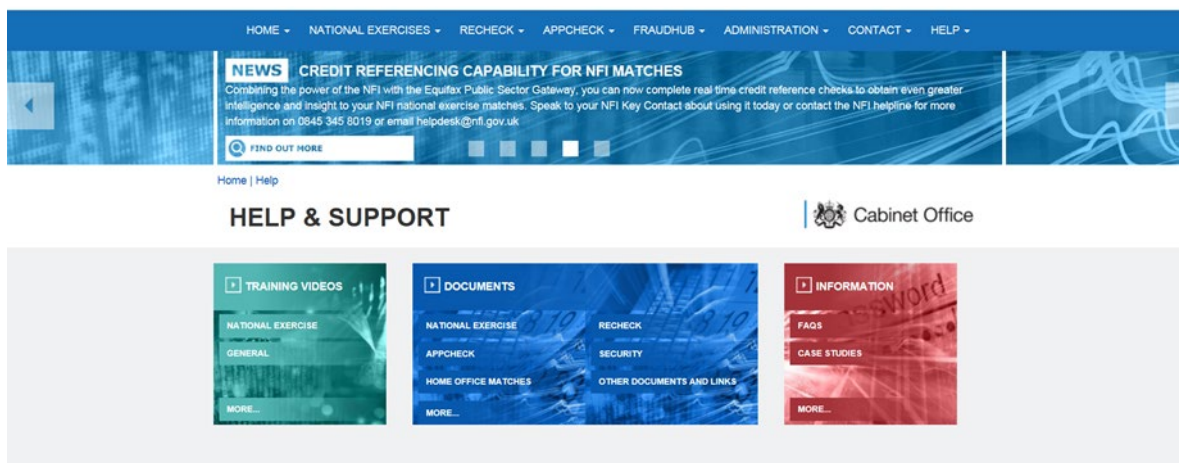 HOME NATIONAL EXERCISES RECHECK APPCHECK FRAUDHUB ADMINISTRATION CONTACT HELP
NEWS CREDIT REFERENCING CAPABILITY FOR NFI MATCHES
Combining the power of the NFI with the Equifax Public Sector Gateway, you can now complete real time credit reference checks to obtain even greater
intelligence and insight to your NFI national exercise matches. Speak to your NFI Key Contact about using it today or contact the NFI helpline for more
information on 0845 345 8019 or email helpdesk@nfi.gov.uk
FIND OUT MORE
Home | Help
HELP & SUPPORT
Cabinet Office
TRAINING VIDEOS
NATIONAL EXERCISE
GENERAL
MORE...
DOCUMENTS
NATIONAL EXERCISE
RECHECK
APPCHECK
SECURITY
HOME OFFICE MATCHES
OTHER DOCUMENTS AND LINKS
MORE...
INFORMATION
password
FAQS
CASE STUDIES
MORE...